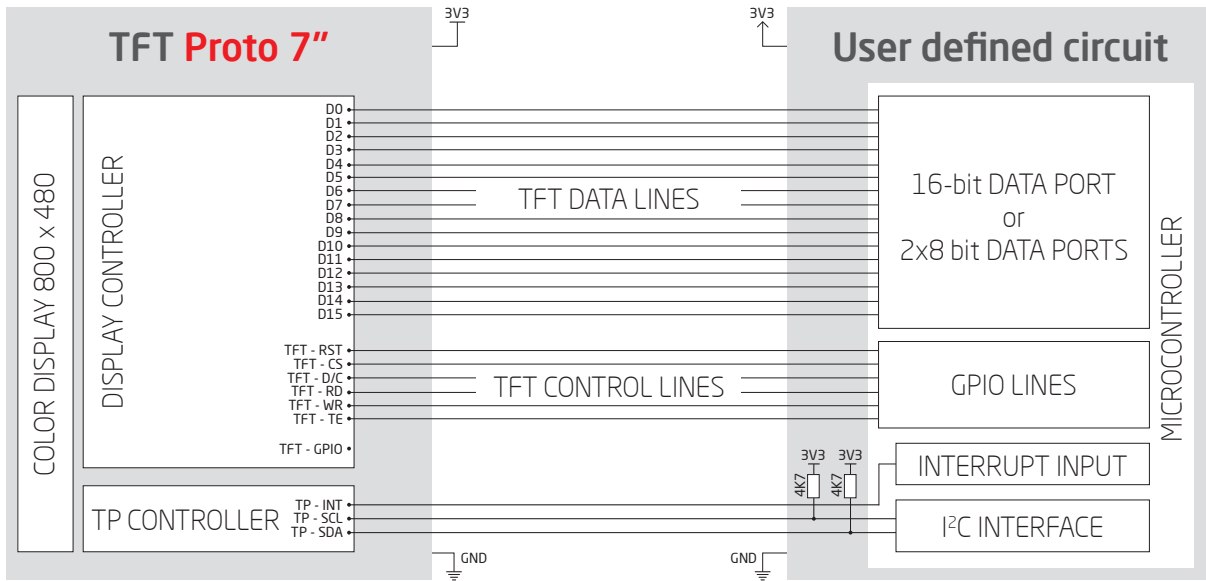 3V3
3V3
TFT Proto 7”
User defined circuit
COLOR DISPLAY 800 x 480
DISPLAY CONTROLLER
D0
D1
D2
D3
D4
D5
D6
D7
D8
D9
D10
D11
D12
D13
D14
D15
TFT DATA LINES
16-bit DATA PORT
or
2x8 bit DATA PORTS
MICROCONTROLLER
TFT - RST
TFT - CS
TFT - D/C
TFT - RD
TFT - WR
TFT - TE
TFT - GPIO
TFT CONTROL LINES
GPIO LINES
3V3
3V3
4K7
4K7
INTERRUPT INPUT
TP CONTROLLER
TP - INT
TP - SCL
TP - SDA
I²C INTERFACE
GND
GND